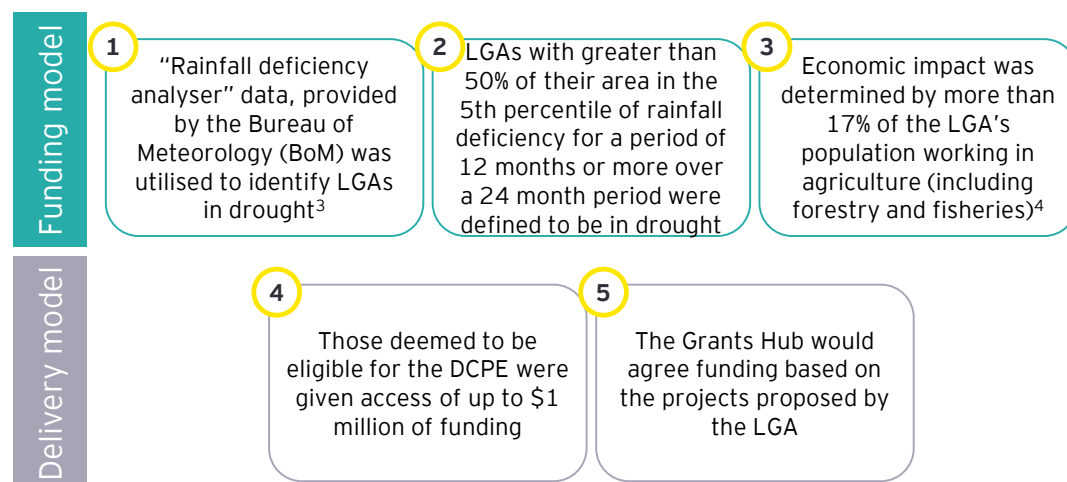 Funding model
1
“Rainfall deficiency
analyser” data, provided
by the Bureau of
Meteorology (BoM) was
utilised to identify LGAs
in drought³
2
LGAs with greater than
50% of their area in the
5th percentile of rainfall
deficiency for a period of
12 months or more over
a 24 month period were
defined to be in drought
3
Economic impact was
determined by more than
17% of the LGA’s
population working in
agriculture (including
forestry and fisheries)⁴
Delivery model
4
Those deemed to be
eligible for the DCPE were
given access of up to $1
million of funding
5
The Grants Hub would
agree funding based on
the projects proposed by
the LGA